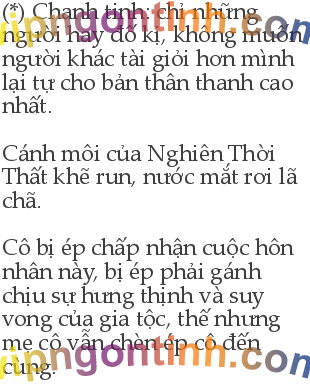 (*) Chanh tinh: chỉ những
người hay đố kị, không muốn
người khác tài giỏi hơn mình
lại tự cho bản thân thanh cao
nhất.
Cánh môi của Nghiên Thời
Thất khẽ run, nước mắt rơi lã
chã.
Cô bị ép chấp nhận cuộc hôn
nhân này, bị ép phải gánh
chịu sự hưng thịnh và suy
vong của gia tộc, thế nhưng
mẹ cô vẫn chèn ép cô đến
cùng.
vipngontinh.com
vipngontinh.com